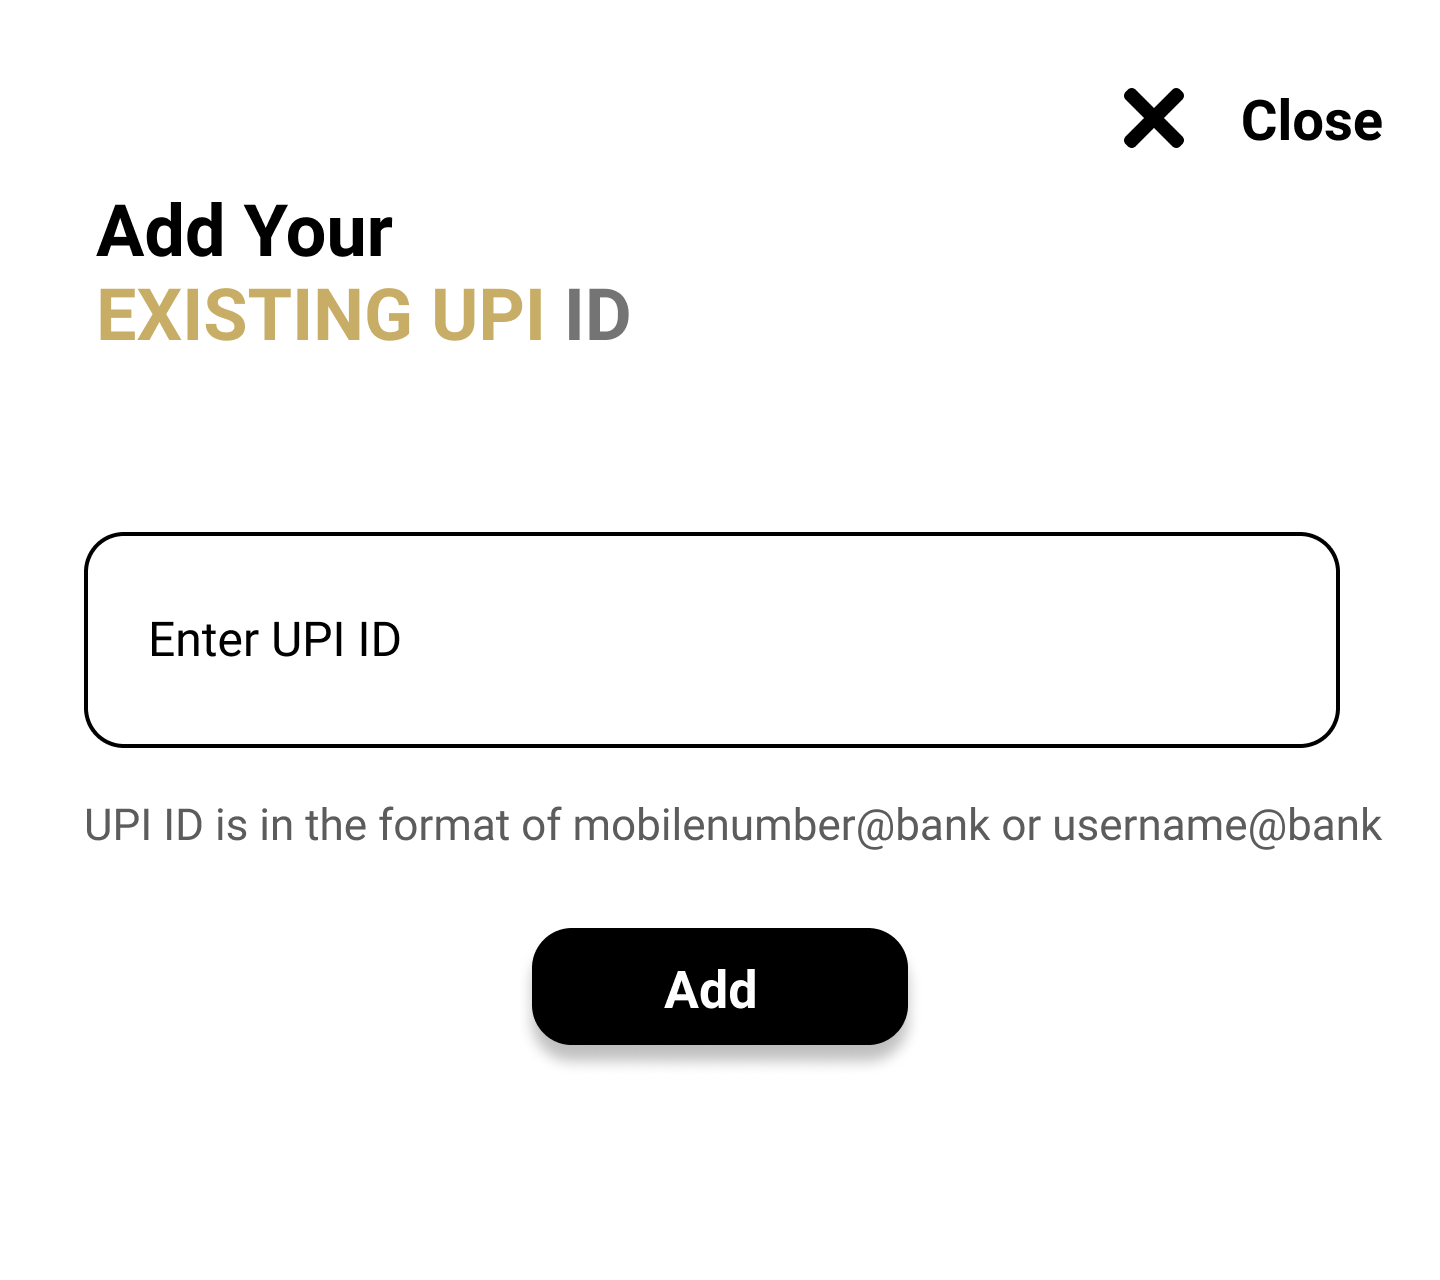 Close
Add Your
EXISTING UPI ID
Enter UPI ID
UPI ID is in the format of mobilenumber@bank or username@bank
Add